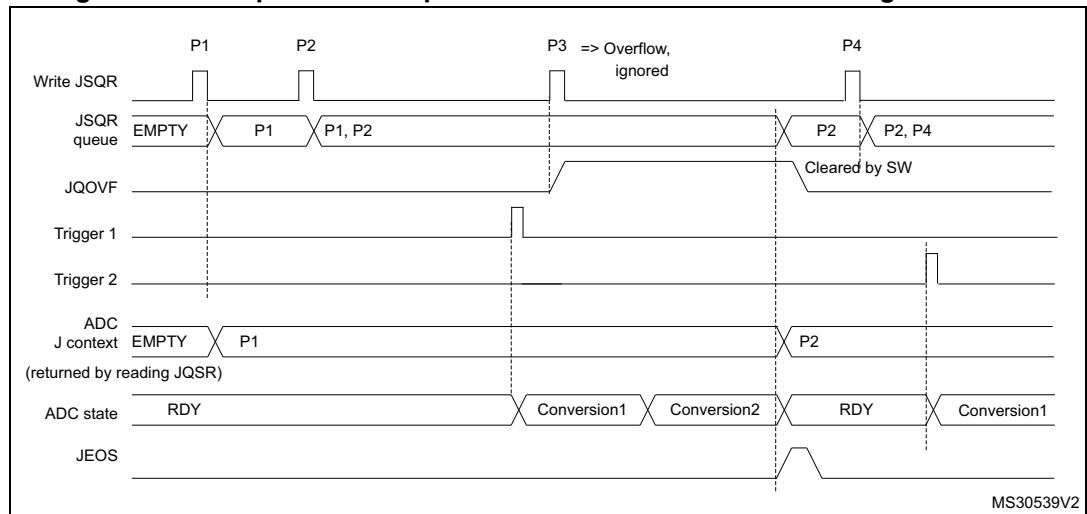 P1 P2 P3 => Overflow, P4
ignored
Write JSQR
JSQR
queue EMPTY P1 P1, P2 P2 P2, P4
Cleared by SW
JQOVF
Trigger 1
Trigger 2
ADC
J context EMPTY P1 P2
(returned by reading JQSR)
ADC state RDY Conversion1 Conversion2 RDY Conversion1
JEOS
MS30539V2